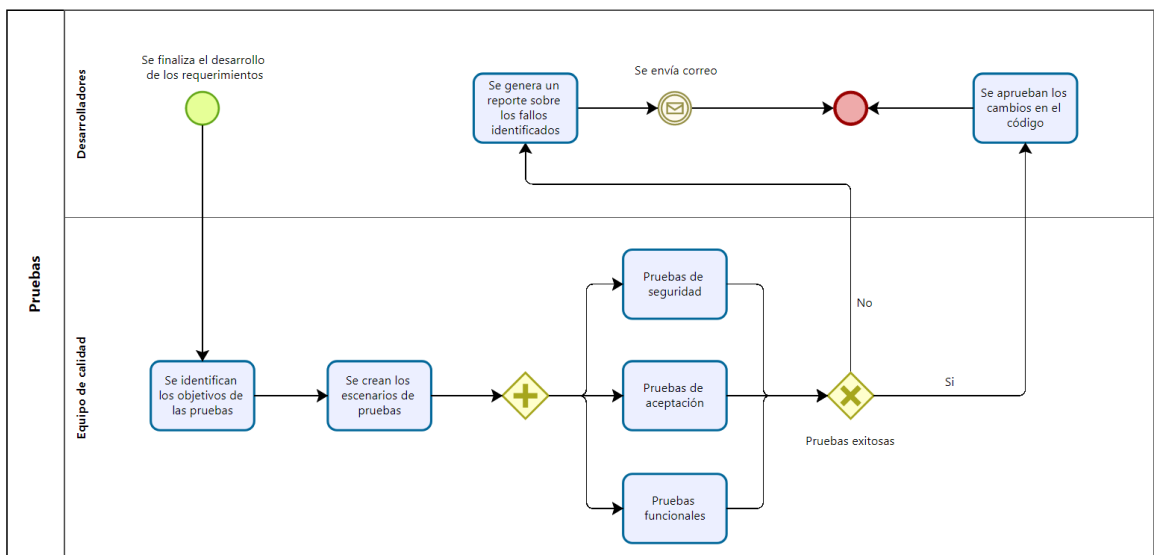 Pruebas
Desarrolladores
Se finaliza el desarrollo
de los requerimientos
Se genera un
reporte sobre
los fallos
identificados
Se envía correo
Se aprueban los
cambios en el
código
Equipo de calidad
Se identifican
los objetivos de
las pruebas
Se crean los
escenarios de
pruebas
Pruebas de
seguridad
Pruebas de
aceptación
Pruebas
funcionales
No
Si
Pruebas exitosas